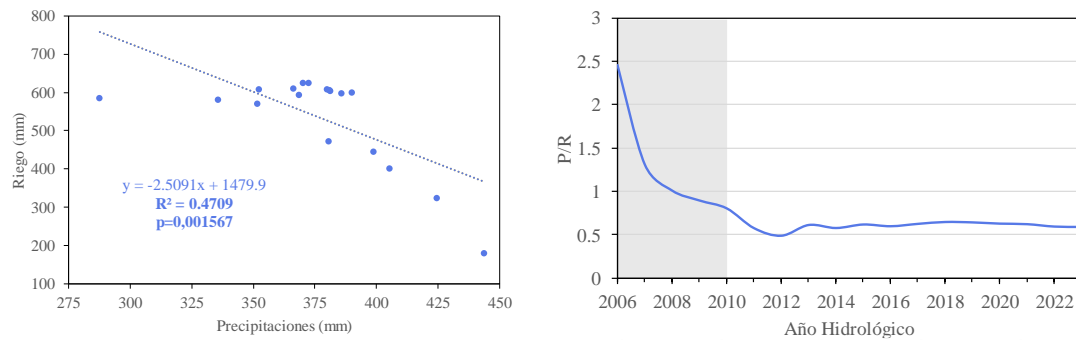 800
700
600
500
400
300
200
100
Riego (mm)
y = -2.5091x + 1479.9
R² = 0.4709
p=0,001567
275 300 325 350 375 400 425 450
Precipitaciones (mm)
3
2.5
2
1.5
1
0.5
0
P/R
2006 2008 2010 2012 2014 2016 2018 2020 2022
Año Hidrológico